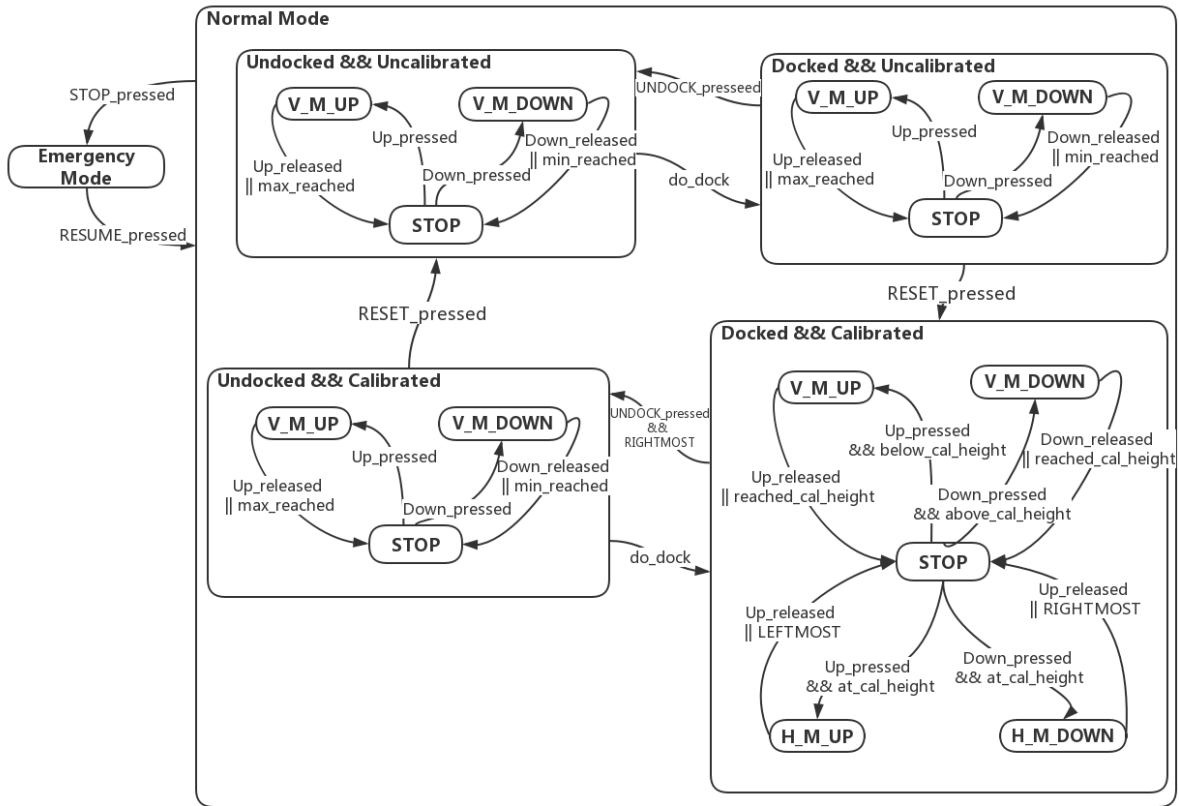 Normal Mode
STOP_pressed
Emergency
Mode
RESUME_pressed
Undocked && Uncalibrated
V_M_UP
V_M_DOWN
Up_pressed
Up_released
|| max_reached
Down_released
|| min_reached
Down_pressed
STOP
UNDOCK_presseed
do_dock
Docked && Uncalibrated
V_M_UP
V_M_DOWN
Up_pressed
Up_released
|| max_reached
Down_released
|| min_reached
Down_pressed
STOP
RESET_pressed
RESET_pressed
Undocked && Calibrated
V_M_UP
V_M_DOWN
Up_pressed
Up_released
|| max_reached
Down_released
|| min_reached
Down_pressed
STOP
UNDOCK_pressed
&&
RIGHTMOST
do_dock
Docked && Calibrated
V_M_UP
V_M_DOWN
Up_pressed
&& below_cal_height
Down_released
|| reached_cal_height
Up_released
|| reached_cal_height
Down_pressed
&& above_cal_height
STOP
Up_released
|| LEFTMOST
Up_released
|| RIGHTMOST
Up_pressed
&& at_cal_height
Down_pressed
&& at_cal_height
H_M_UP
H_M_DOWN